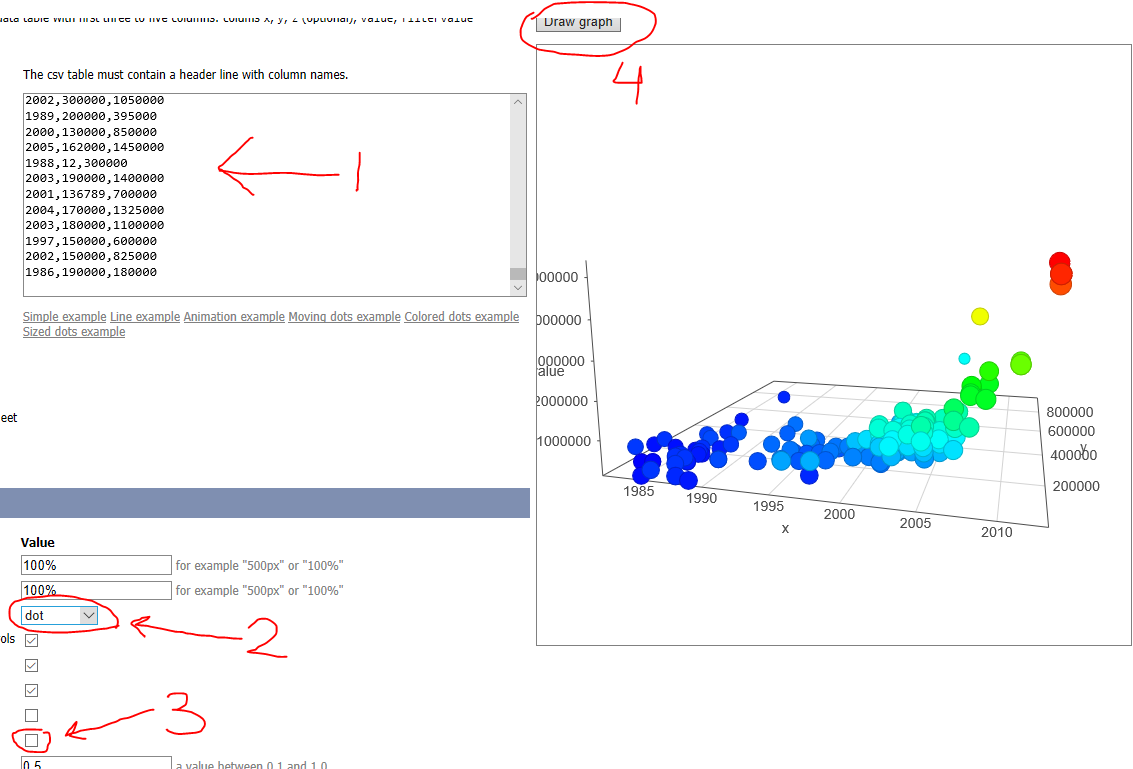 data table with first three to five columns: colums x, y, z (optional), value, filter value
Draw graph
4
The csv table must contain a header line with column names.
2002,300000,1050000
1989,200000,395000
2000,130000,850000
2005,162000,1450000
1988,12,300000
2003,190000,1400000
2001,136789,700000
2004,170000,1325000
2003,180000,1100000
1997,150000,600000
2002,150000,825000
1986,190000,180000
1
Simple example Line example Animation example Moving dots example Colored dots example
Sized dots example
eet
Value
100% for example "500px" or "100%"
100% for example "500px" or "100%"
dot
2
ols
3
0.5 a value between 0.1 and 1.0
000000
000000
000000
alue
2000000
1000000
1985
1990
1995
2000
2005
2010
x
800000
600000
y
400000
200000